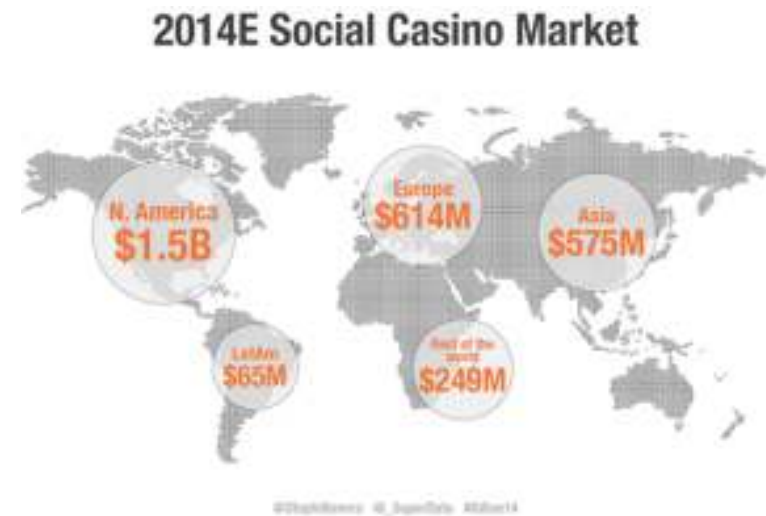 2014E Social Casino Market
N. America
$1.5B
Europe
$614M
Asia
$575M
LatAm
$65M
Rest of the
world
$249M